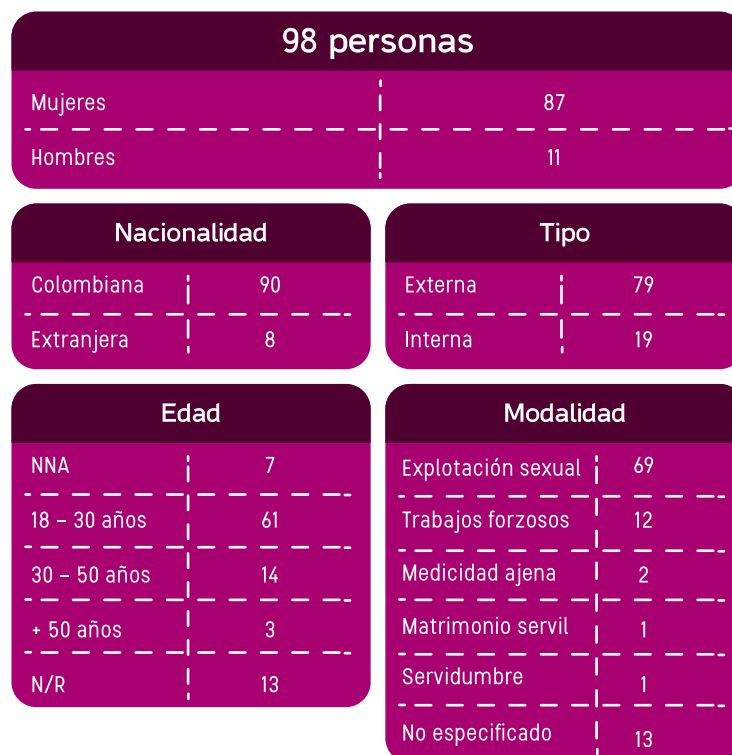 98 personas
Mujeres 87
Hombres 11
Nacionalidad
Colombiana 90
Extranjera 8
Tipo
Externa 79
Interna 19
Edad
NNA 7
18 – 30 años 61
30 – 50 años 14
+ 50 años 3
N/R 13
Modalidad
Explotación sexual 69
Trabajos forzosos 12
Medicidad ajena 2
Matrimonio servil 1
Servidumbre 1
No especificado 13